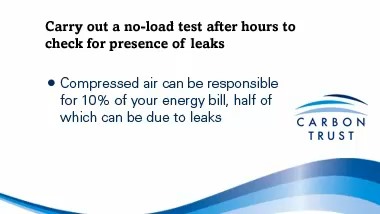 Carry out a no-load test after hours to
check for presence of leaks
• Compressed air can be responsible
for 10% of your energy bill, half of
which can be due to leaks
CARBON
TRUST